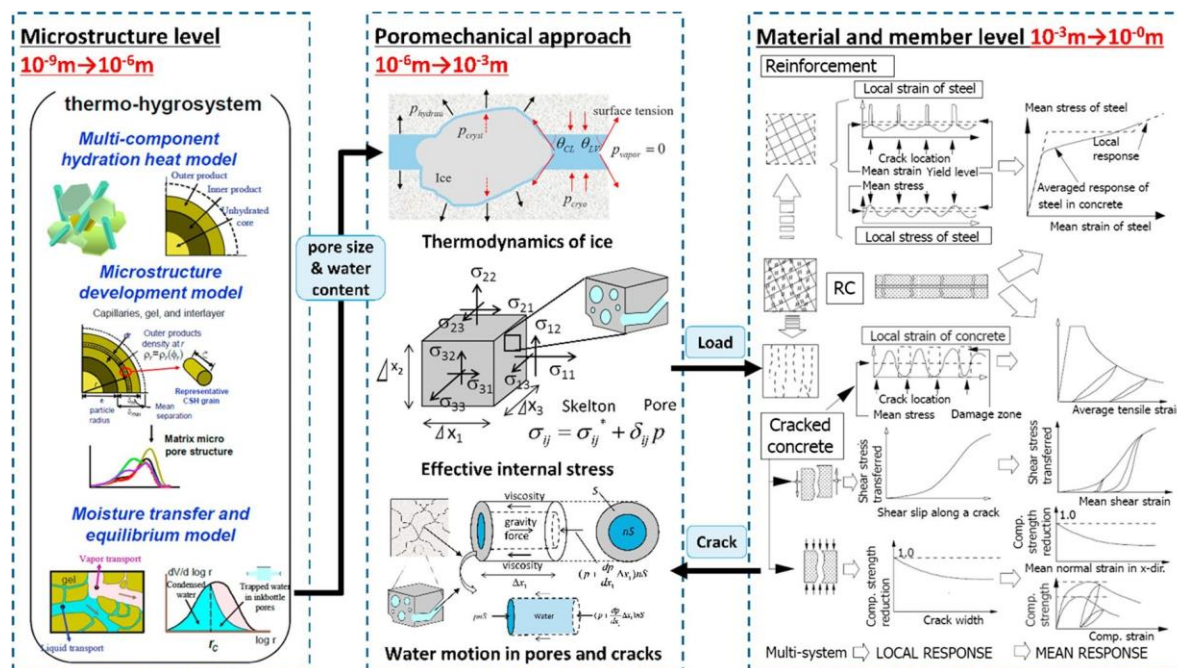 Microstructure level
10⁻⁹m→10⁻⁶m
thermo-hygrosystem
Multi-component
hydration heat model
Outer product
Inner product
Unhydrated
core
Microstructure
development model
Capillaries, gel, and interlayer
Outer products
density at r
particle
radius
Mean
separation
Representative
CSH grain
Matrix micro
pore structure
Moisture transfer and
equilibrium model
Vapor transport
gel
Liquid transport
dV/d log r
Condensed
water
Trapped water
in inkbottle
pores
r_C
log r
pore size
& water
content
Poromechanical approach
10⁻⁶m→10⁻³m
p_hydrau
p_cryst
surface tension
θ_CL θ_LV
p_vapor = 0
Ice
p_cryo
Thermodynamics of ice
σ₂₂
σ₂₁
σ₂₃
σ₁₂
σ₃₂
σ₁₁
σ₃₁
σ₁₃
σ₃₃
Δx₂
Δx₃
Δx₁
Skelton Pore
σ_ij = σ_ij* + δ_ij p
Effective internal stress
viscosity
gravity
force
viscosity
S
nS
Δx₁
(p + dp/dx₁ Δx₁)nS
pnS
water
Water motion in pores and cracks
Load
Crack
Material and member level 10⁻³m→10⁻⁰m
Reinforcement
Local strain of steel
Crack location
Mean strain Yield level
Mean stress
Local stress of steel
Mean stress of steel
Local
response
Averaged response of
steel in concrete
Mean strain of steel
RC
Local strain of concrete
Crack location
Mean stress Damage zone
Average tensile strai
Cracked
concrete
Shear stress
transferred
Shear slip along a crack
Shear stress
transferred
Mean shear strain
Comp. strength
reduction
1.0
Crack width
Comp.
strength
reduction
1.0
Mean normal strain in x-dir.
Comp.
strength
Comp. strain
Multi-system LOCAL RESPONSE MEAN RESPONSE